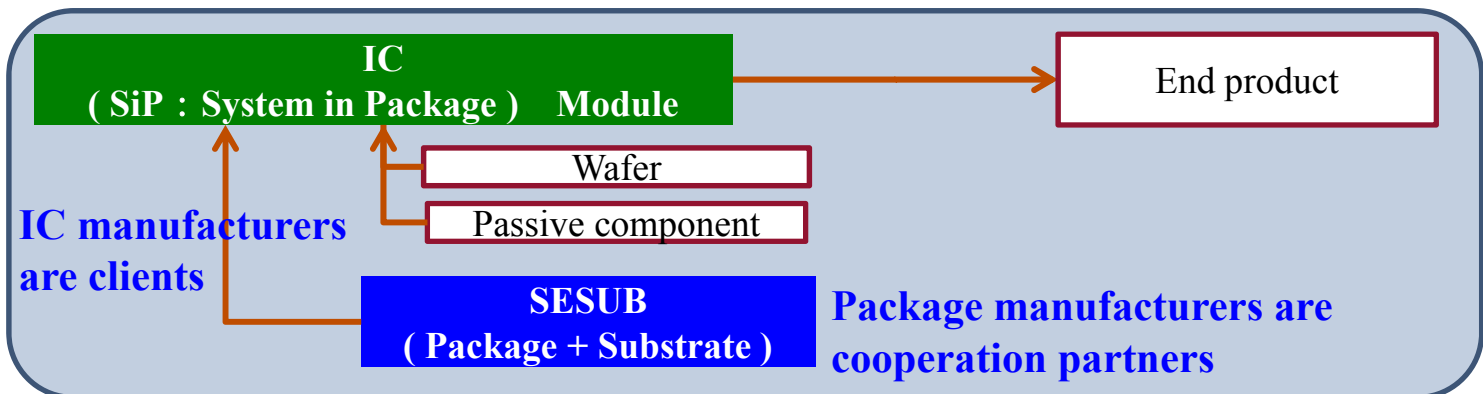 IC
( SiP : System in Package ) Module
End product
Wafer
Passive component
IC manufacturers
are clients
SESUB
( Package + Substrate )
Package manufacturers are
cooperation partners